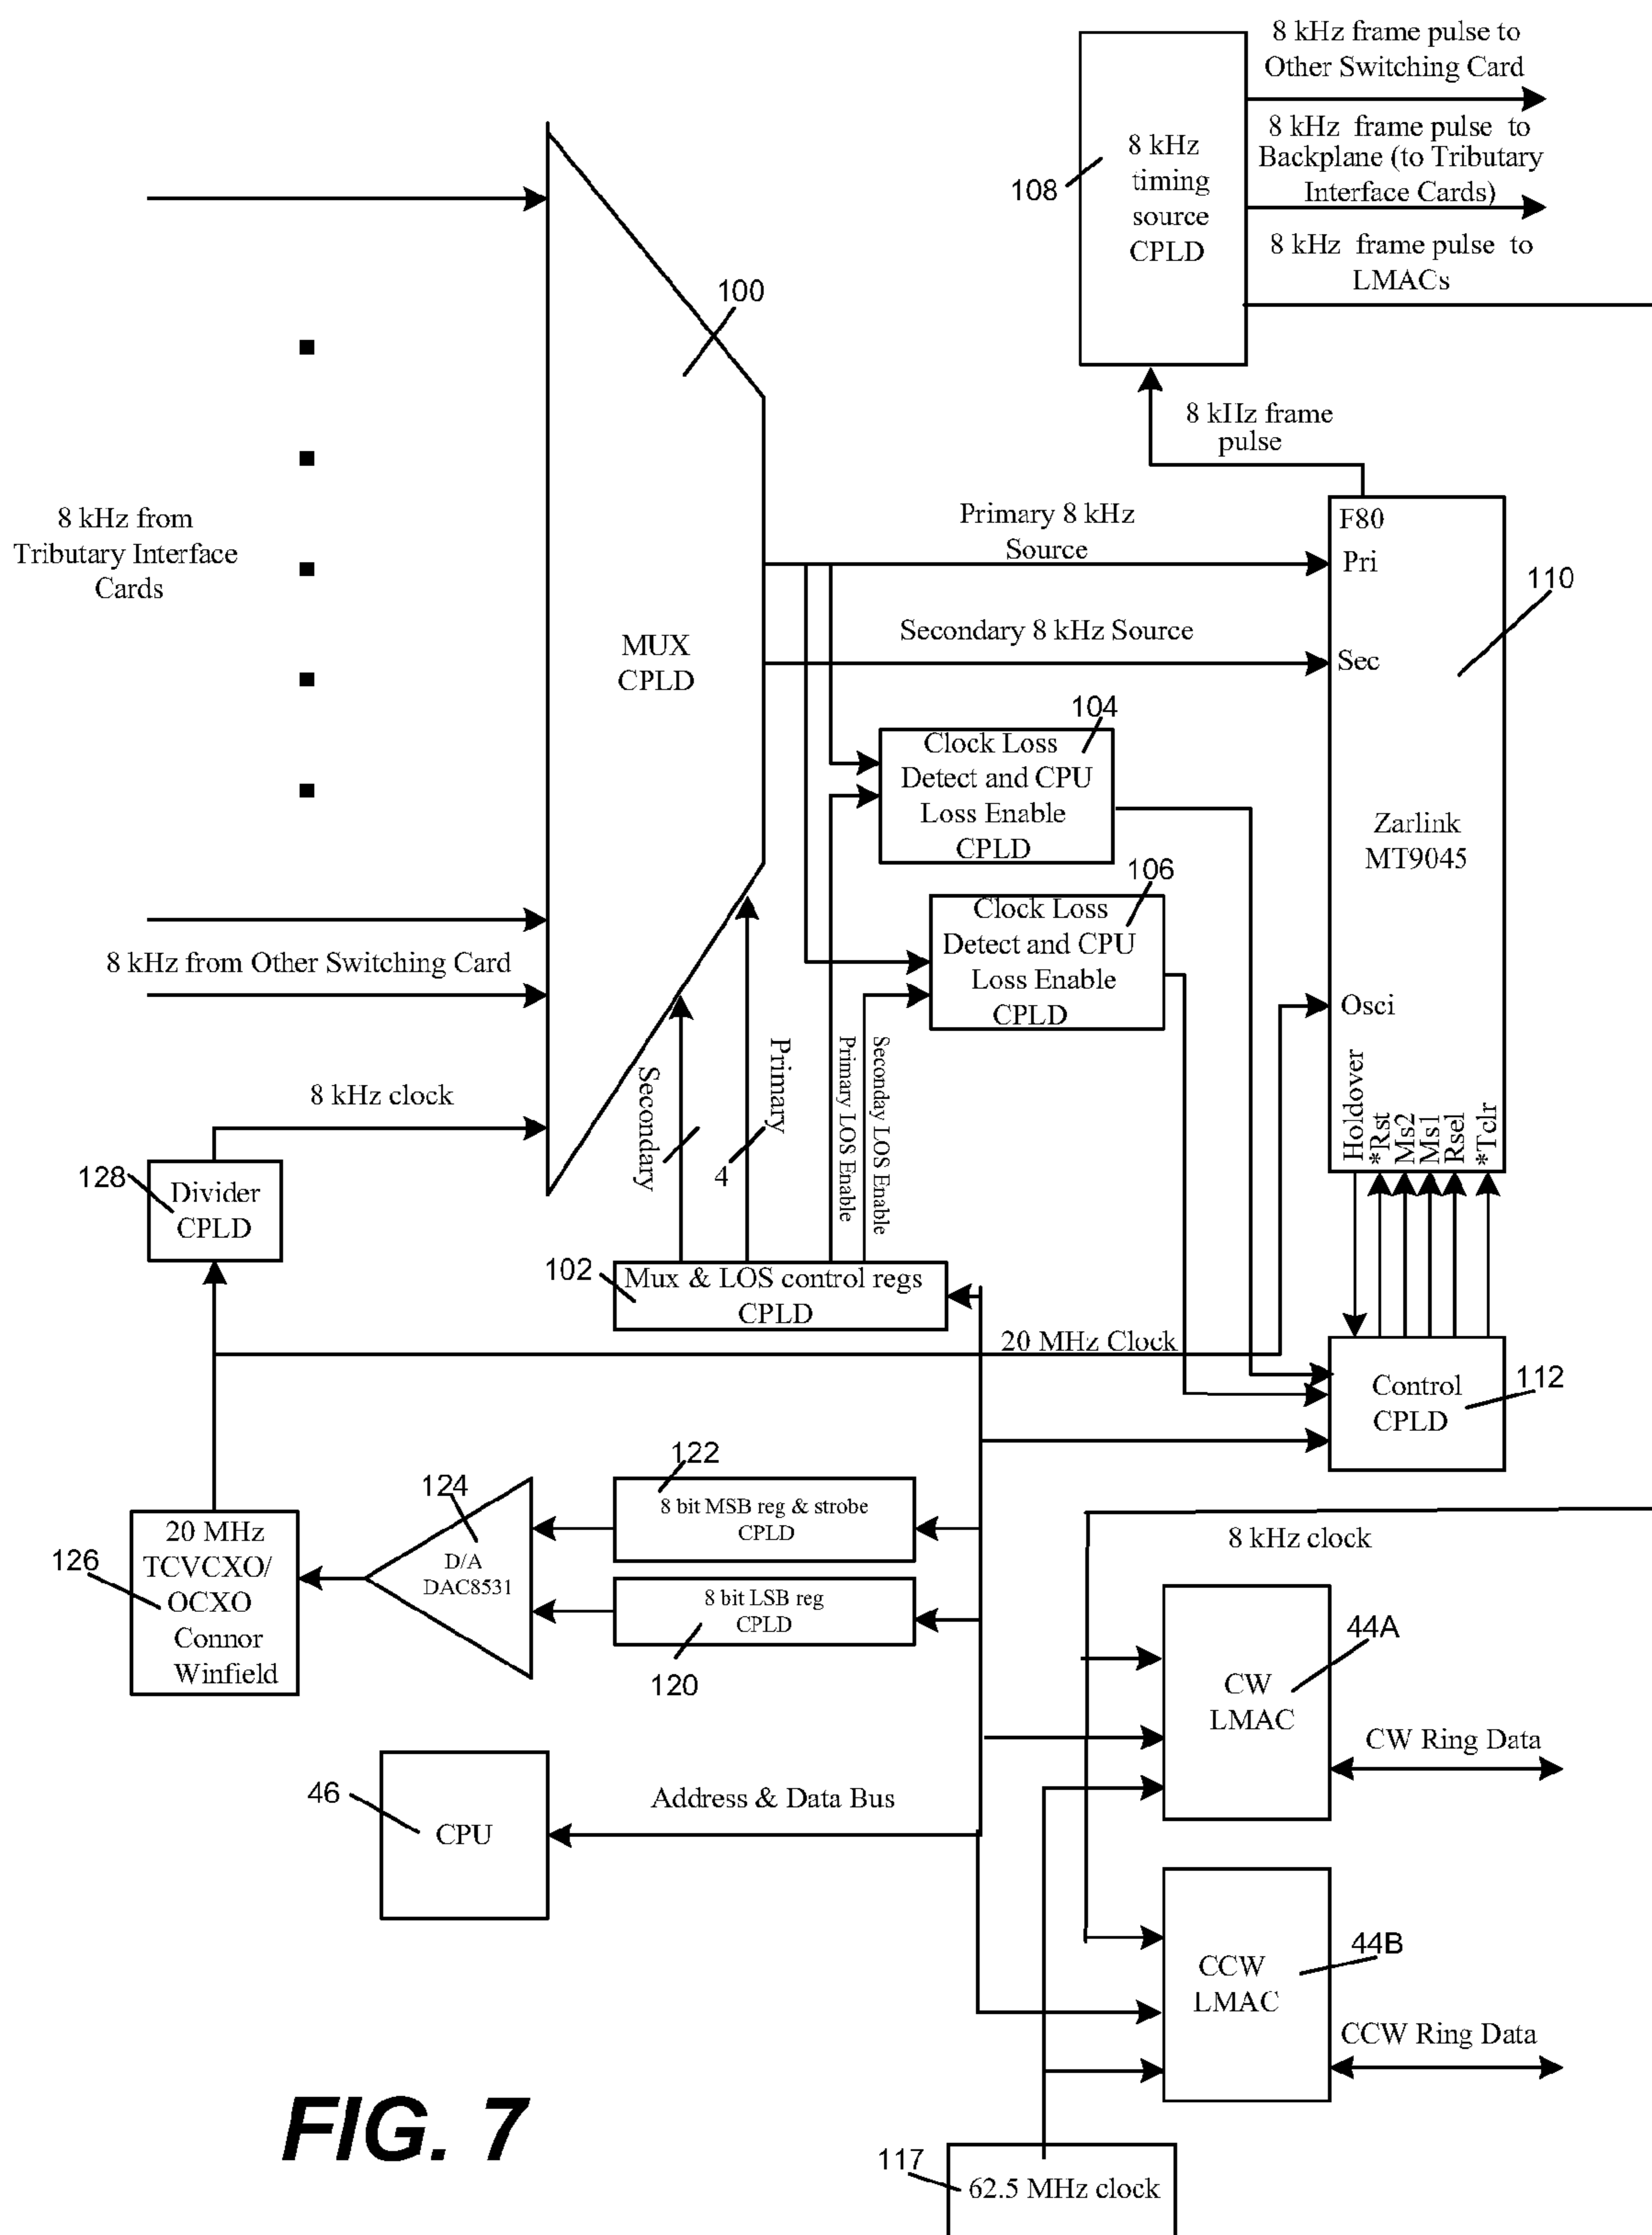 8 kHz frame pulse to
Other Switching Card
8 kHz frame pulse to
Backplane (to Tributary
Interface Cards)
8 kHz frame pulse to
LMACs
8 kHz
timing
source
CPLD
108
100
8 kHz frame
pulse
8 kHz from
Tributary Interface
Cards
MUX
CPLD
Primary 8 kHz
Source
Secondary 8 kHz Source
F80
Pri
Sec
110
Zarlink
MT9045
Osci
Holdover
*Rst
Ms2
Ms1
Rsel
*Tclr
104
Clock Loss
Detect and CPU
Loss Enable
CPLD
106
Clock Loss
Detect and CPU
Loss Enable
CPLD
8 kHz from Other Switching Card
8 kHz clock
Secondary
4
Primary
Primary LOS Enable
Seconday LOS Enable
128
Divider
CPLD
102
Mux & LOS control regs
CPLD
20 MHz Clock
Control
CPLD
112
122
8 bit MSB reg & strobe
CPLD
124
D/A
DAC8531
8 bit LSB reg
CPLD
120
126
20 MHz
TCVCXO/
OCXO
Connor
Winfield
8 kHz clock
44A
CW
LMAC
CW Ring Data
46
CPU
Address & Data Bus
44B
CCW
LMAC
CCW Ring Data
117
62.5 MHz clock
FIG. 7